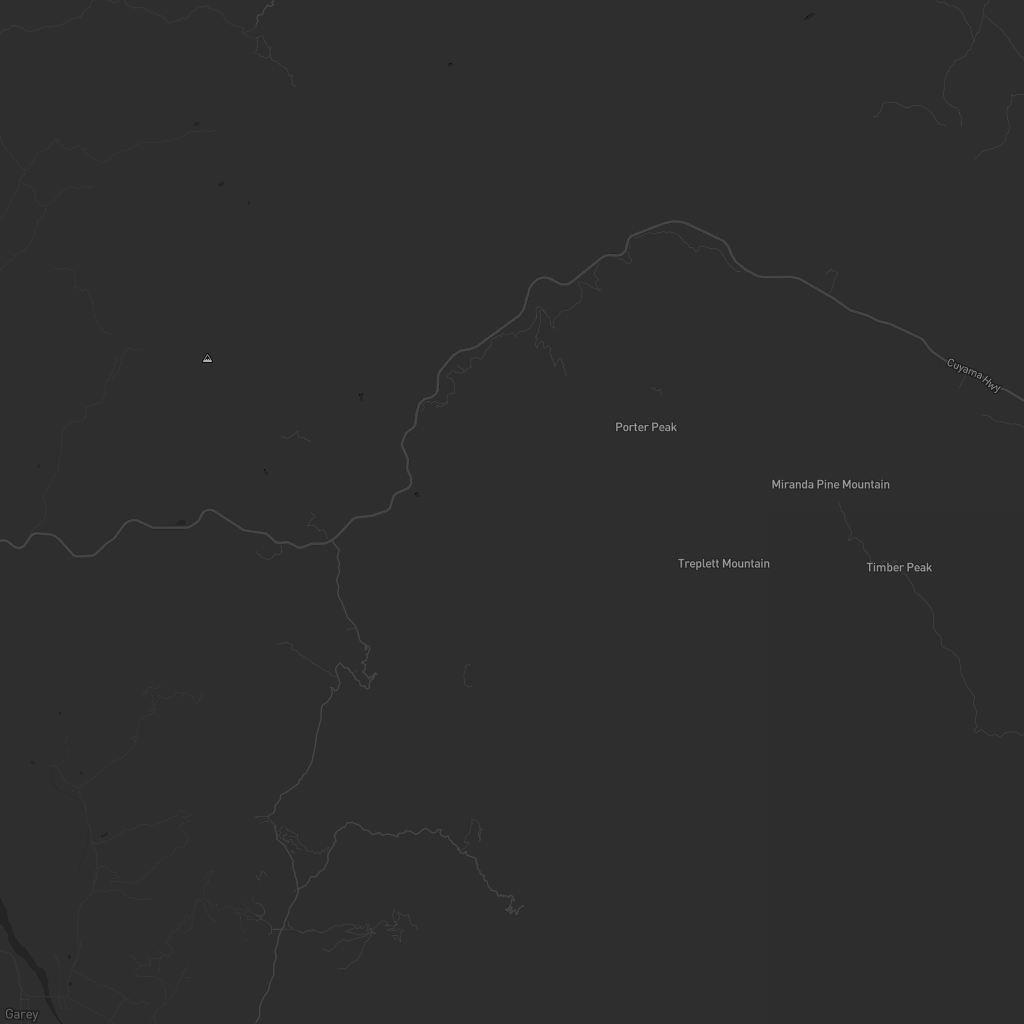 Cuyama Hwy
Porter Peak
Miranda Pine Mountain
Treplett Mountain
Timber Peak
Garey